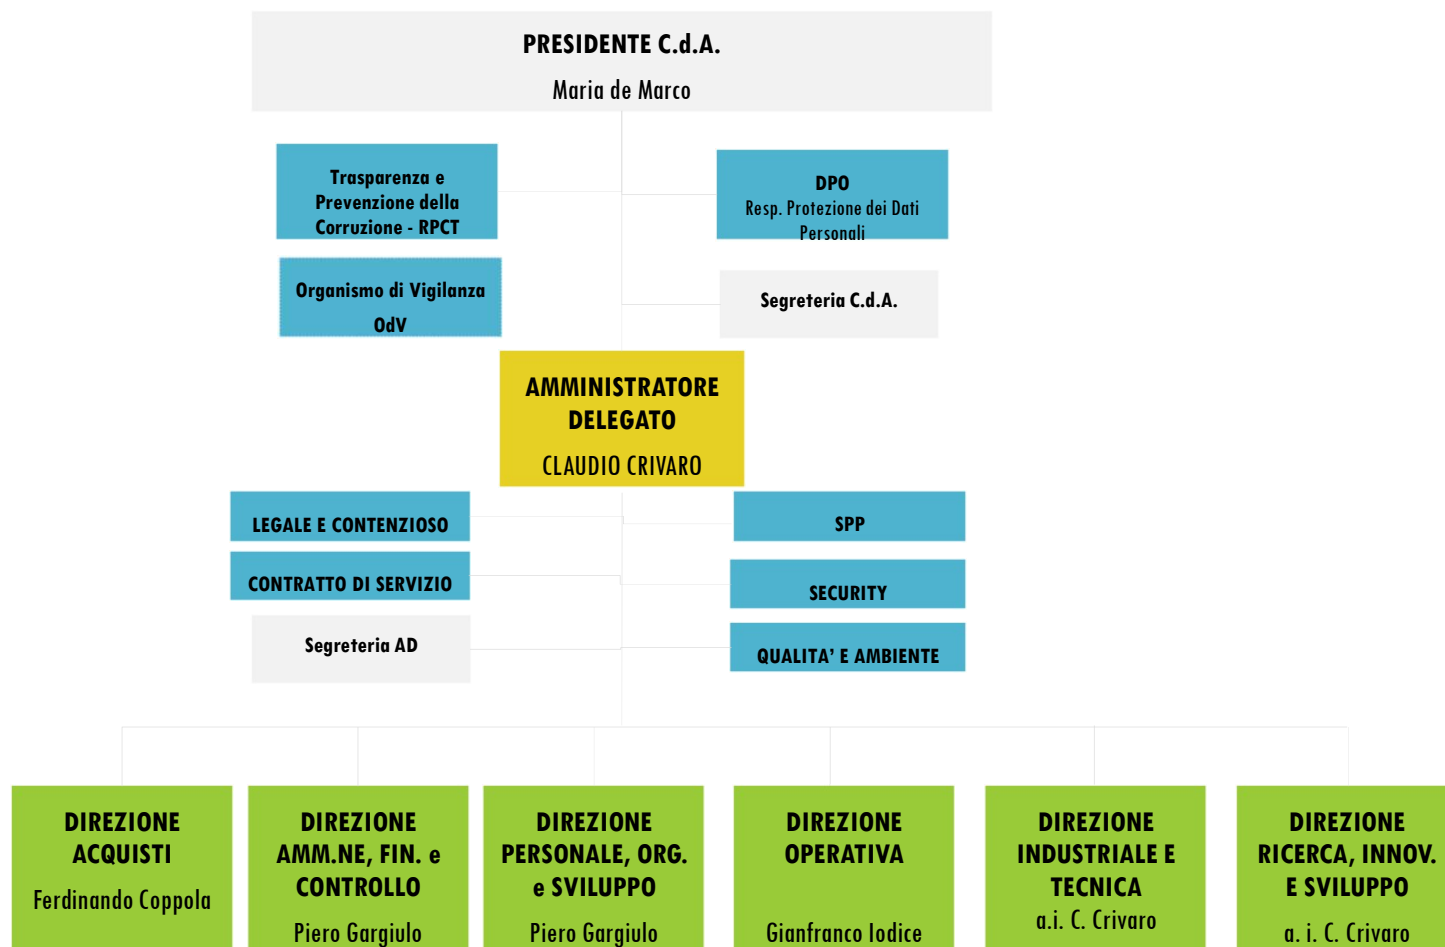 PRESIDENTE C.d.A.
Maria de Marco
Trasparenza e
Prevenzione della
Corruzione - RPCT
DPO
Resp. Protezione dei Dati
Personali
Organismo di Vigilanza
OdV
Segreteria C.d.A.
AMMINISTRATORE
DELEGATO
CLAUDIO CRIVARO
LEGALE E CONTENZIOSO
SPP
CONTRATTO DI SERVIZIO
SECURITY
Segreteria AD
QUALITA' E AMBIENTE
DIREZIONE
ACQUISTI
Ferdinando Coppola
DIREZIONE
AMM.NE, FIN. e
CONTROLLO
Piero Gargiulo
DIREZIONE
PERSONALE, ORG.
e SVILUPPO
Piero Gargiulo
DIREZIONE
OPERATIVA
Gianfranco Iodice
DIREZIONE
INDUSTRIALE E
TECNICA
a.i. C. Crivaro
DIREZIONE
RICERCA, INNOV.
E SVILUPPO
a. i. C. Crivaro